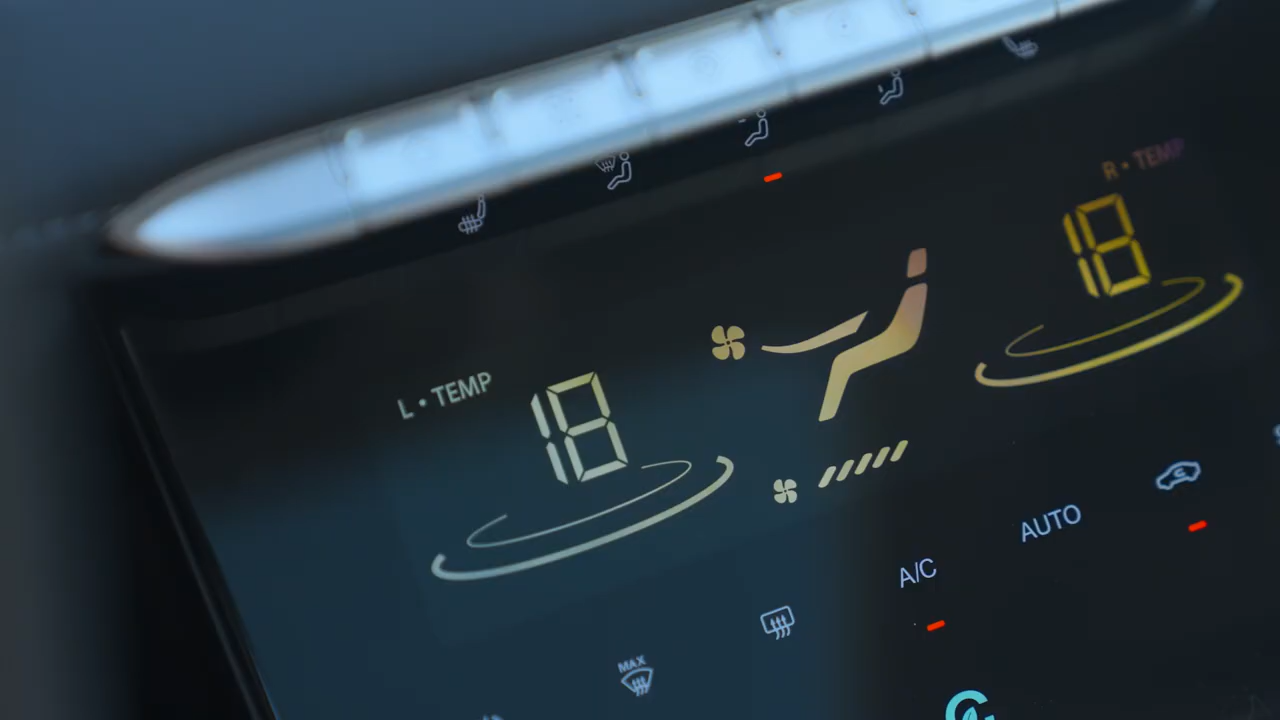 R • TEMP
18
L • TEMP
18
AUTO
A/C
MAX